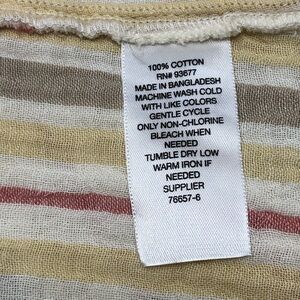 100% COTTON
RN# 93677
MADE IN BANGLADESH
MACHINE WASH COLD
WITH LIKE COLORS
GENTLE CYCLE
ONLY NON-CHLORINE
BLEACH WHEN
NEEDED
TUMBLE DRY LOW
WARM IRON IF
NEEDED
SUPPLIER
76657-6